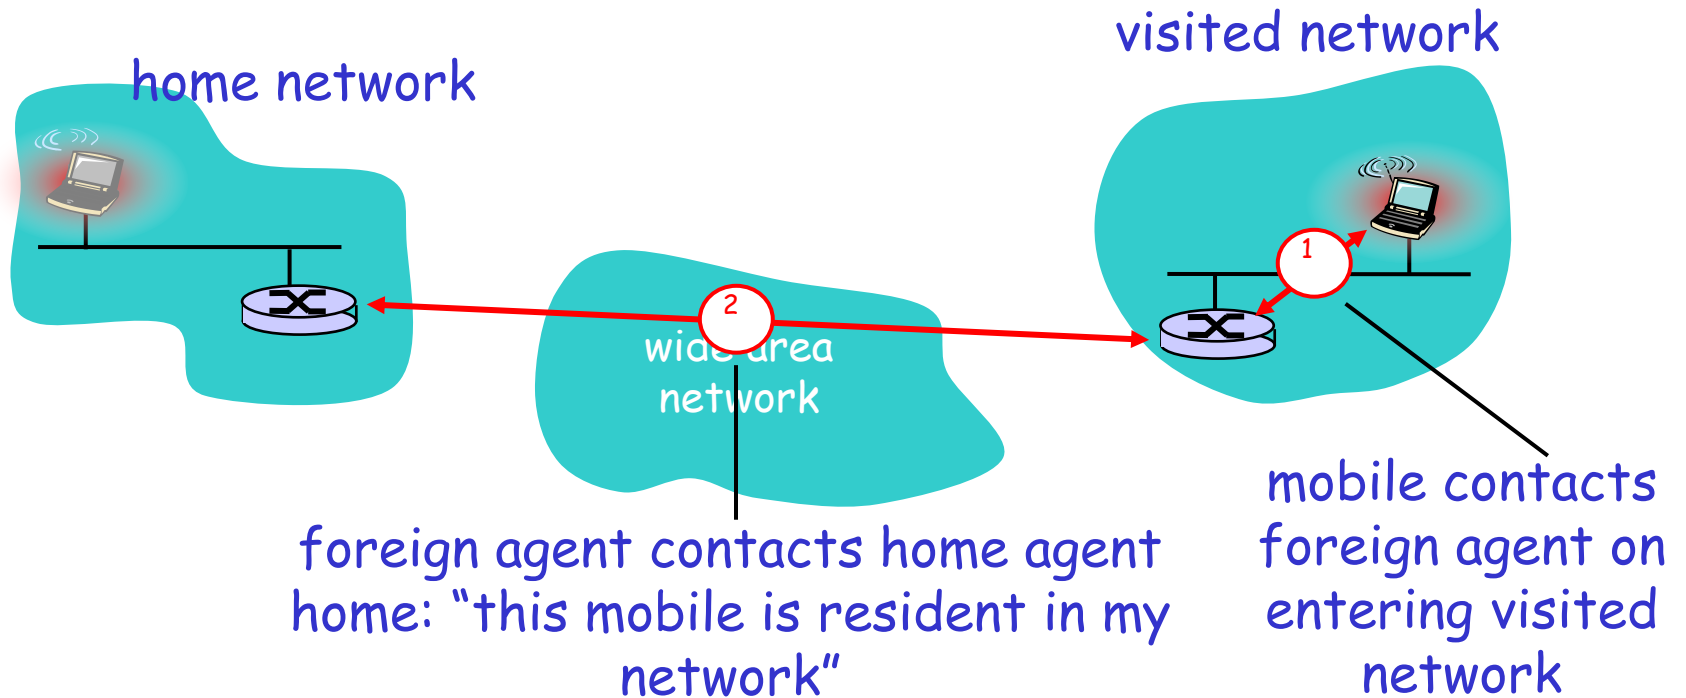 visited network
home network
1
2
wide area
network
mobile contacts
foreign agent on
entering visited
network
foreign agent contacts home agent
home: “this mobile is resident in my
network”